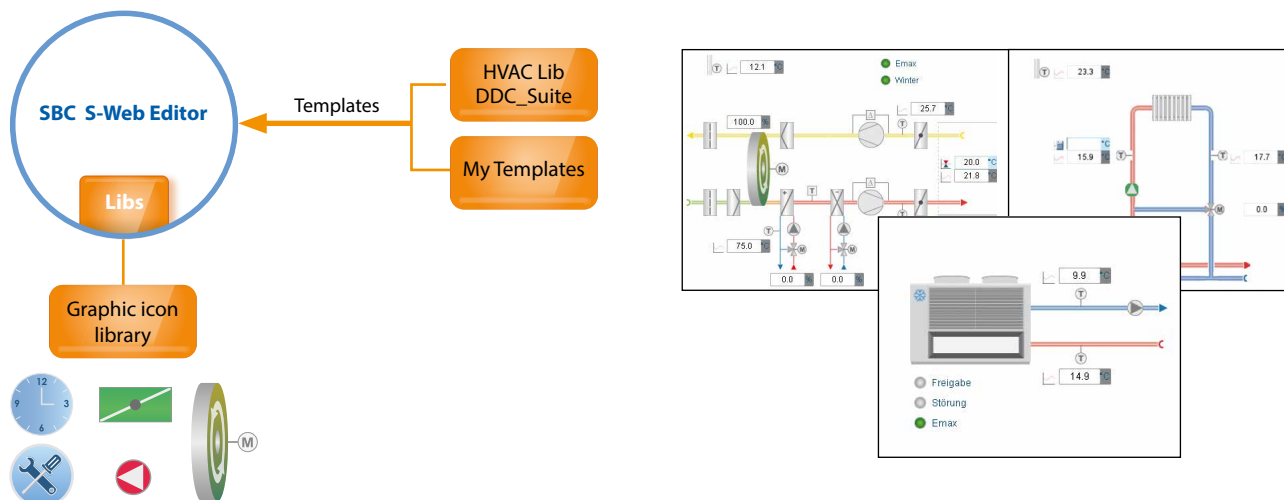 SBC S-Web Editor
Libs
Templates
HVAC Lib
DDC_Suite
My Templates
Graphic icon
library
12
9
3
6
M
T
12.1 °C
Emax
Winter
100.0 %
25.7 °C
T
M
20.0 °C
21.8 °C
T
T
T
75.0 °C
M
M
0.0 %
0.0 %
T
23.3 °C
°C
15.9 °C
T
T
17.7 °C
M
0.0 %
9.9 °C
T
T
14.9 °C
Freigabe
Störung
Emax